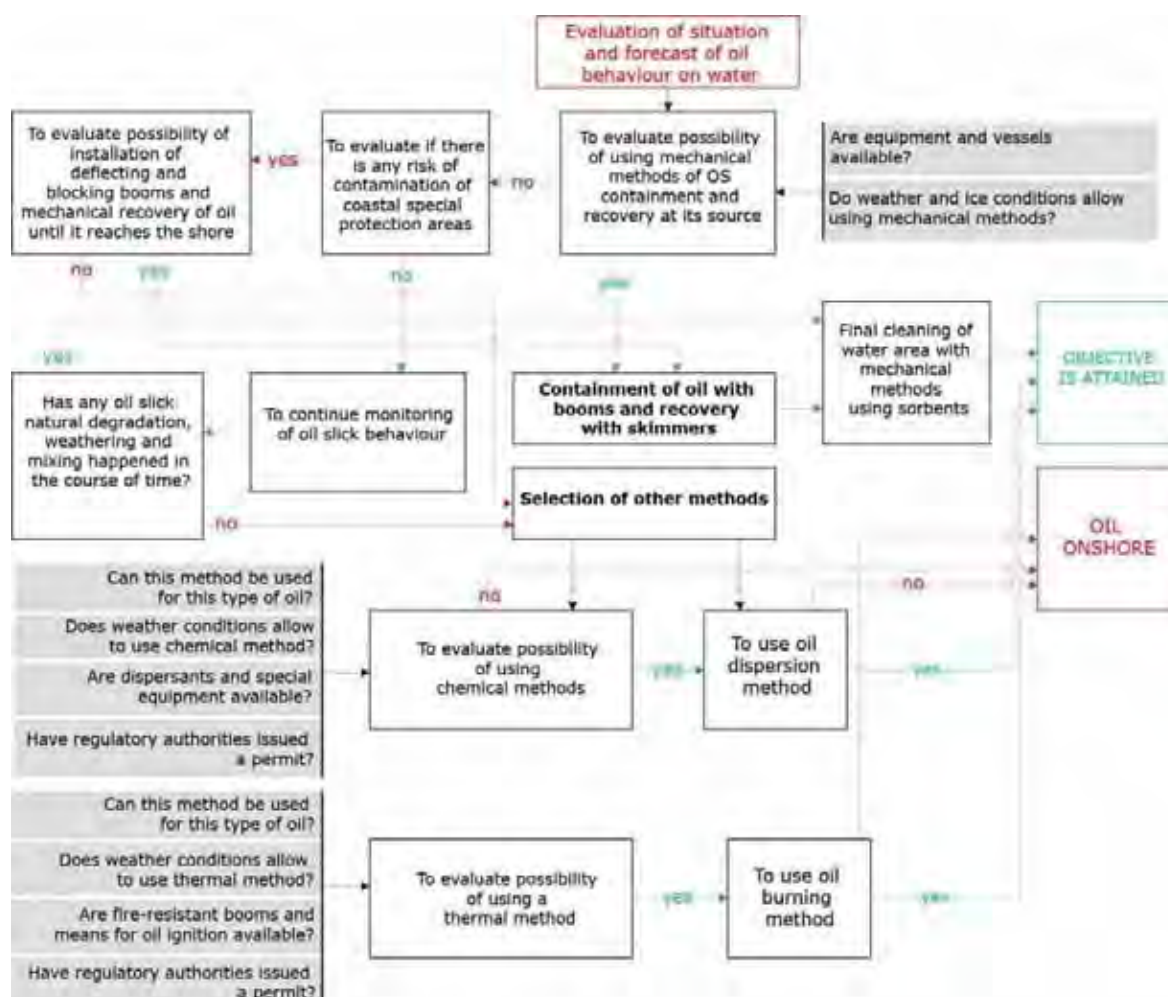 Evaluation of situation
and forecast of oil
behaviour on water
To evaluate possibility of
installation of
deflecting and
blocking booms and
mechanical recovery of oil
until it reaches the shore
yes
To evaluate if there
is any risk of
contamination of
coastal special
protection areas
no
To evaluate possibility
of using mechanical
methods of OS
containment and
recovery at its source
Are equipment and vessels
available?
Do weather and ice conditions allow
using mechanical methods?
no
yes
no
yes
yes
Has any oil slick
natural degradation,
weathering and
mixing happened in
the course of time?
To continue monitoring
of oil slick behaviour
Containment of oil with
booms and recovery
with skimmers
Final cleaning of
water area with
mechanical
methods
using sorbents
OBJECTIVE
IS ATTAINED
no
Selection of other methods
OIL
ONSHORE
no
no
Can this method be used
for this type of oil?
Does weather conditions allow
to use chemical method?
Are dispersants and special
equipment available?
Have regulatory authorities issued
a permit?
To evaluate possibility
of using
chemical methods
yes
To use oil
dispersion
method
yes
Can this method be used
for this type of oil?
Does weather conditions allow
to use thermal method?
Are fire-resistant booms and
means for oil ignition available?
Have regulatory authorities issued
a permit?
To evaluate possibility
of using a
thermal method
yes
To use oil
burning
method
yes